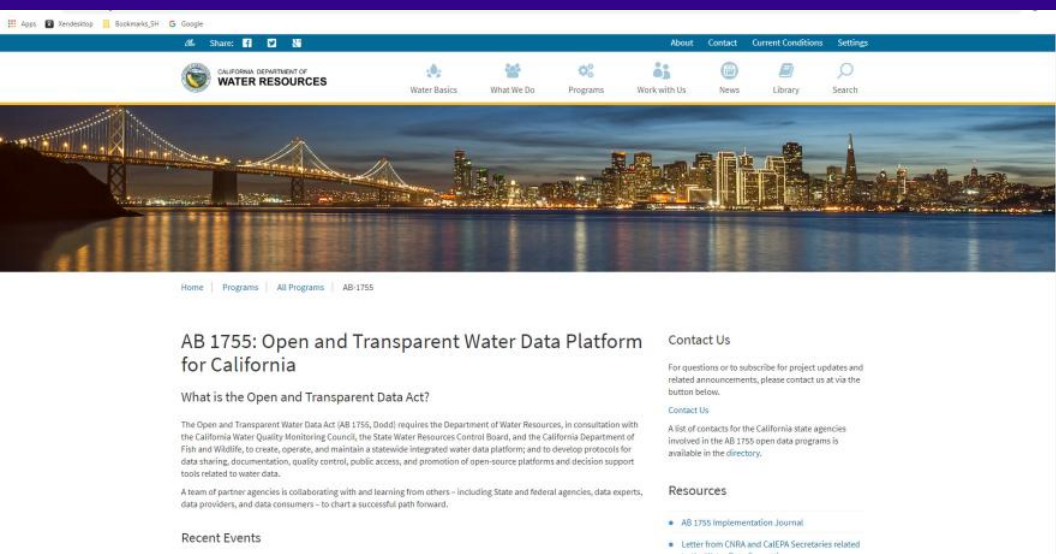 Apps Xendesktop Bookmarks_SH Google
Share: About Contact Current Conditions Settings
CALIFORNIA DEPARTMENT OF
WATER RESOURCES
Water Basics What We Do Programs Work with Us News Library Search
Home | Programs | All Programs | AB-1755
AB 1755: Open and Transparent Water Data Platform
for California
What is the Open and Transparent Data Act?
The Open and Transparent Water Data Act (AB 1755, Dodd) requires the Department of Water Resources, in consultation with
the California Water Quality Monitoring Council, the State Water Resources Control Board, and the California Department of
Fish and Wildlife, to create, operate, and maintain a statewide integrated water data platform; and to develop protocols for
data sharing, documentation, quality control, public access, and promotion of open-source platforms and decision support
tools related to water data.
A team of partner agencies is collaborating with and learning from others – including State and federal agencies, data experts,
data providers, and data consumers – to chart a successful path forward.
Recent Events
Contact Us
For questions or to subscribe for project updates and
related announcements, please contact us at via the
button below.
Contact Us
A list of contacts for the California state agencies
involved in the AB 1755 open data programs is
available in the directory.
Resources
AB 1755 Implementation Journal
Letter from CNRA and CalEPA Secretaries related